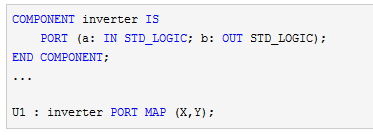 COMPONENT inverter IS
    PORT (a: IN STD_LOGIC; b: OUT STD_LOGIC);
END COMPONENT;
...
U1 : inverter PORT MAP (X,Y);